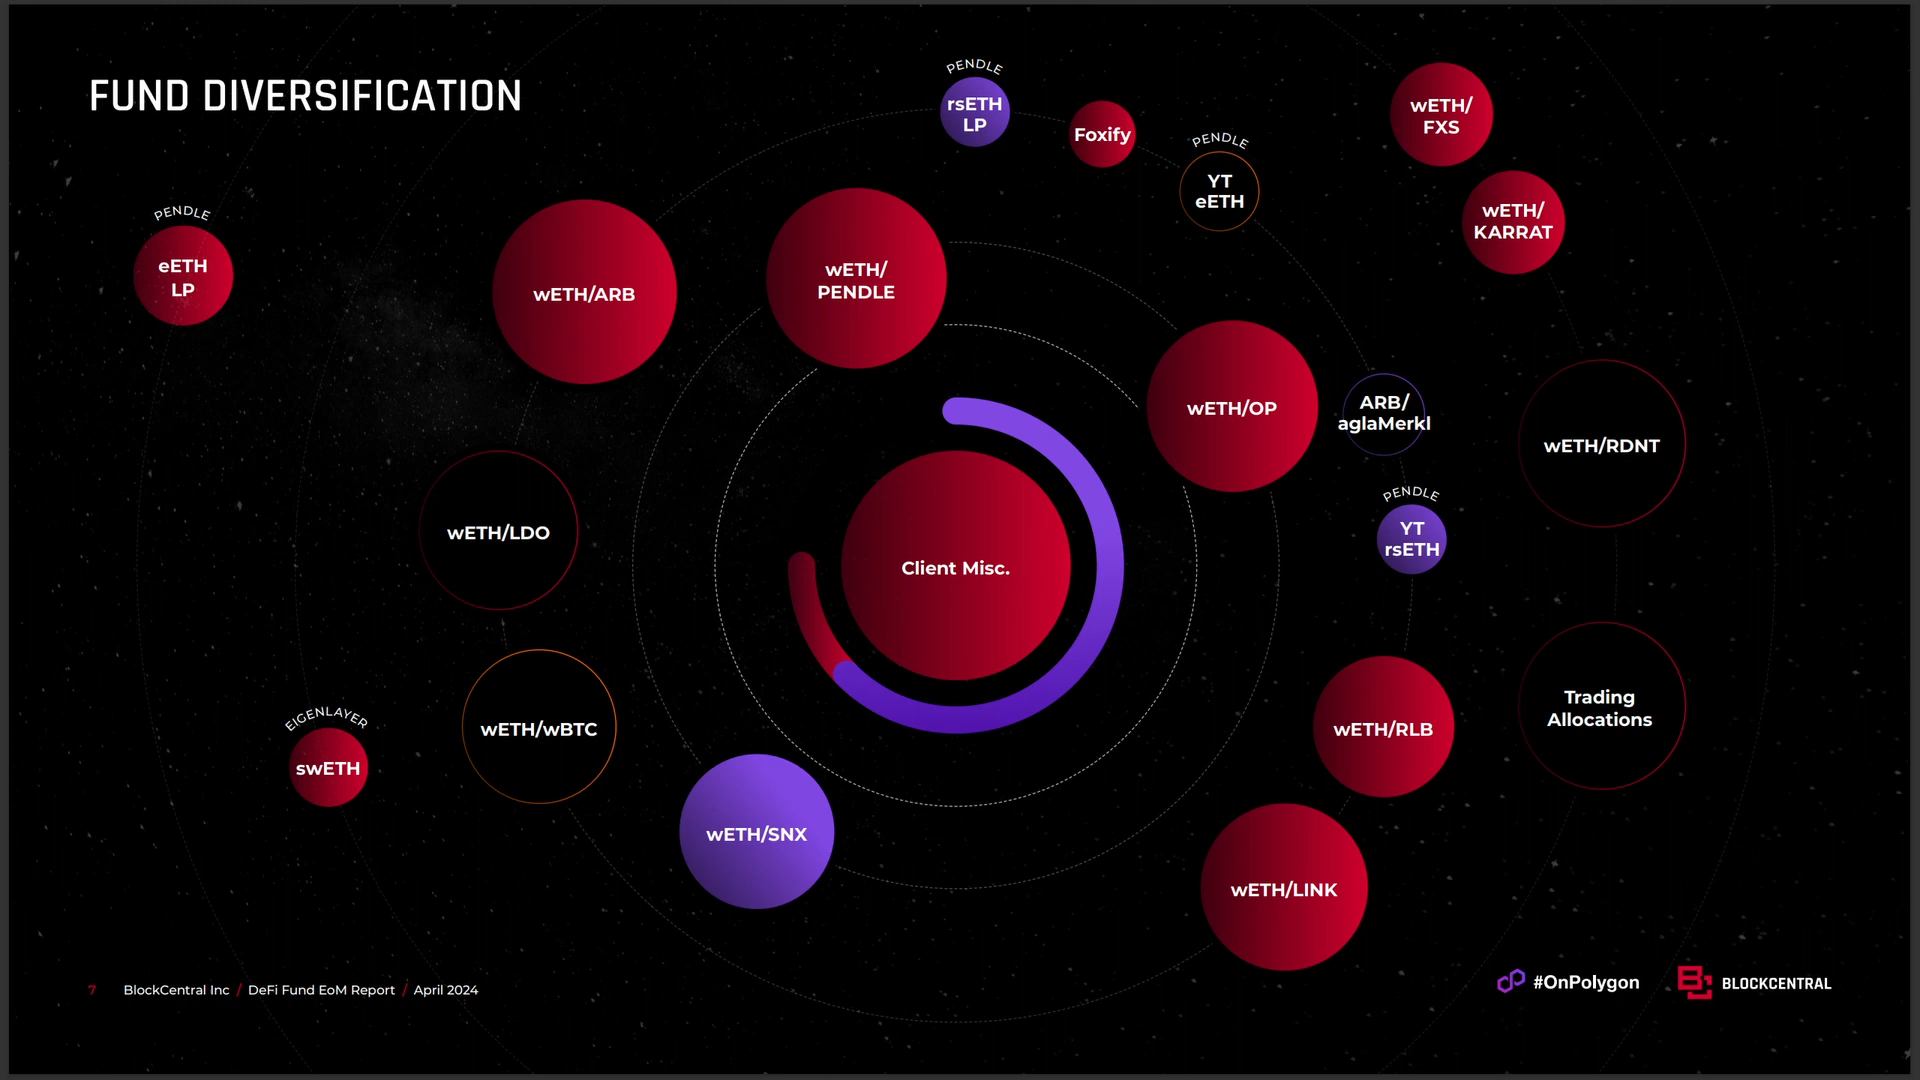 FUND DIVERSIFICATION
PENDLE
rsETH
LP
Foxify
PENDLE
YT
eETH
wETH/
FXS
wETH/
KARRAT
PENDLE
eETH
LP
wETH/ARB
wETH/
PENDLE
wETH/OP
ARB/
aglaMerkl
wETH/RDNT
PENDLE
YT
rsETH
wETH/LDO
Client Misc.
wETH/wBTC
EIGENLAYER
swETH
wETH/SNX
wETH/RLB
Trading
Allocations
wETH/LINK
7 BlockCentral Inc / DeFi Fund EoM Report / April 2024
#OnPolygon
BLOCKCENTRAL